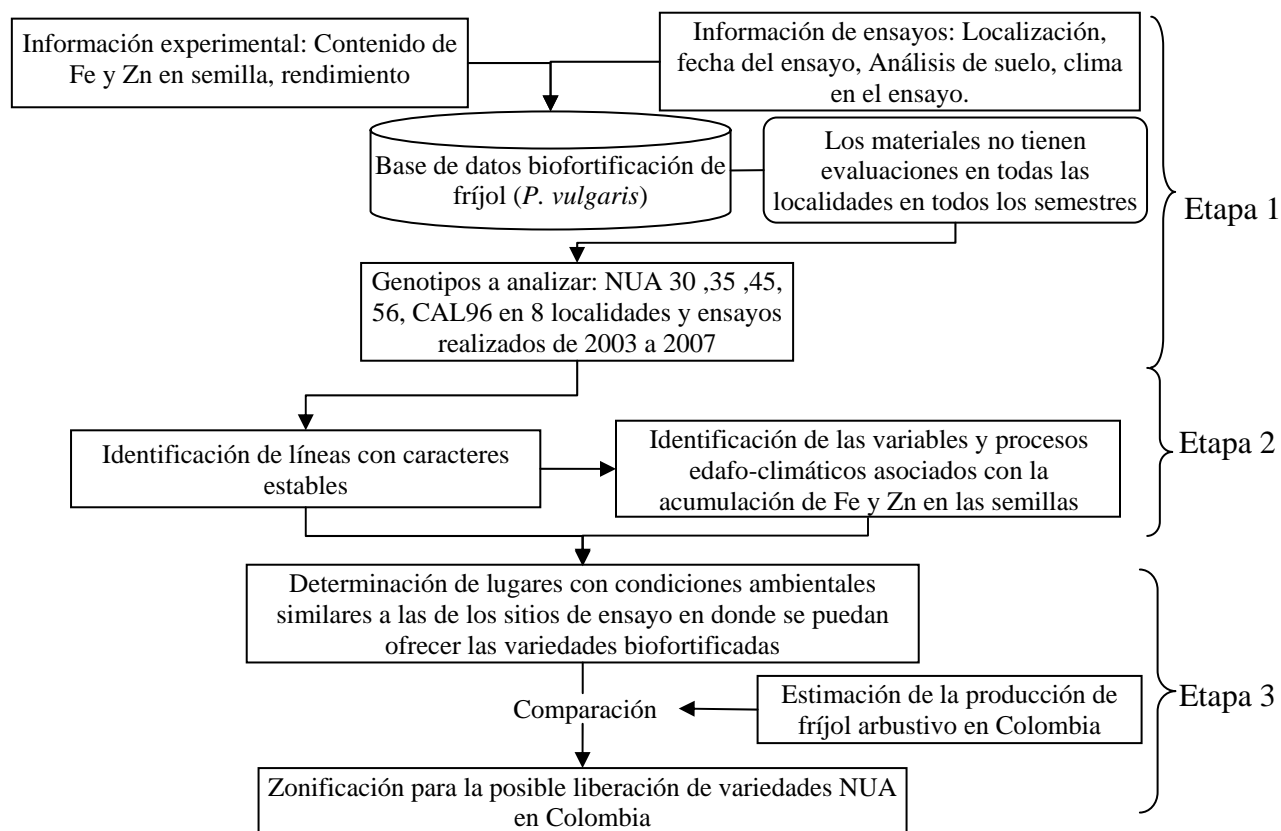 Información experimental: Contenido de
Fe y Zn en semilla, rendimiento
Información de ensayos: Localización,
fecha del ensayo, Análisis de suelo, clima
en el ensayo.
Base de datos biofortificación de
fríjol (P. vulgaris)
Los materiales no tienen
evaluaciones en todas las
localidades en todos los semestres
Etapa 1
Genotipos a analizar: NUA 30 ,35 ,45,
56, CAL96 en 8 localidades y ensayos
realizados de 2003 a 2007
Identificación de líneas con caracteres
estables
Identificación de las variables y procesos
edafo-climáticos asociados con la
acumulación de Fe y Zn en las semillas
Etapa 2
Determinación de lugares con condiciones ambientales
similares a las de los sitios de ensayo en donde se puedan
ofrecer las variedades biofortificadas
Comparación
Estimación de la producción de
fríjol arbustivo en Colombia
Etapa 3
Zonificación para la posible liberación de variedades NUA
en Colombia